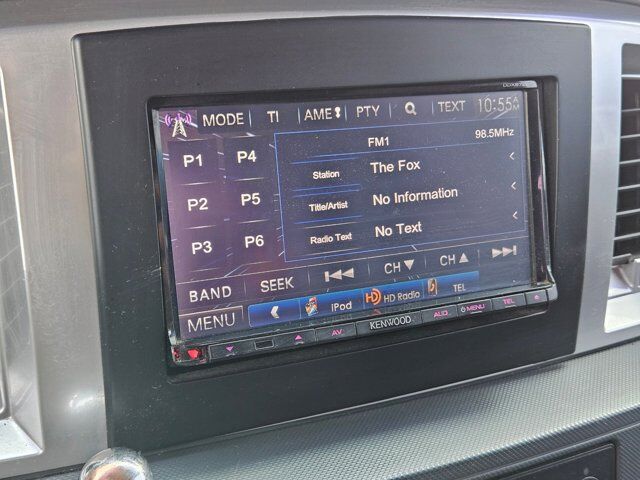 MODE TI AME! PTY TEXT 10:55 AM
FM1 98.5MHz
P1 P4
Station The Fox
P2 P5
Title/Artist No Information
P3 P6
Radio Text No Text
BAND SEEK CH CH
MENU iPod HD Radio TEL
AV KENWOOD AUD MENU TEL